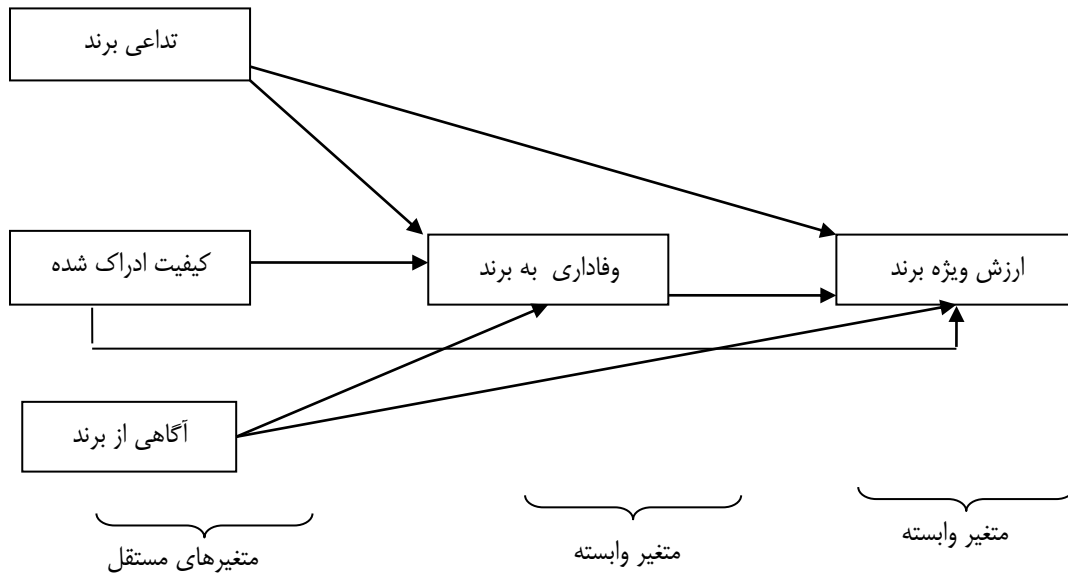 تداعی برند
کیفیت ادراک شده
وفاداری به برند
ارزش ویژه برند
آگاهی از برند
متغیرهای مستقل
متغیر وابسته
متغیر وابسته